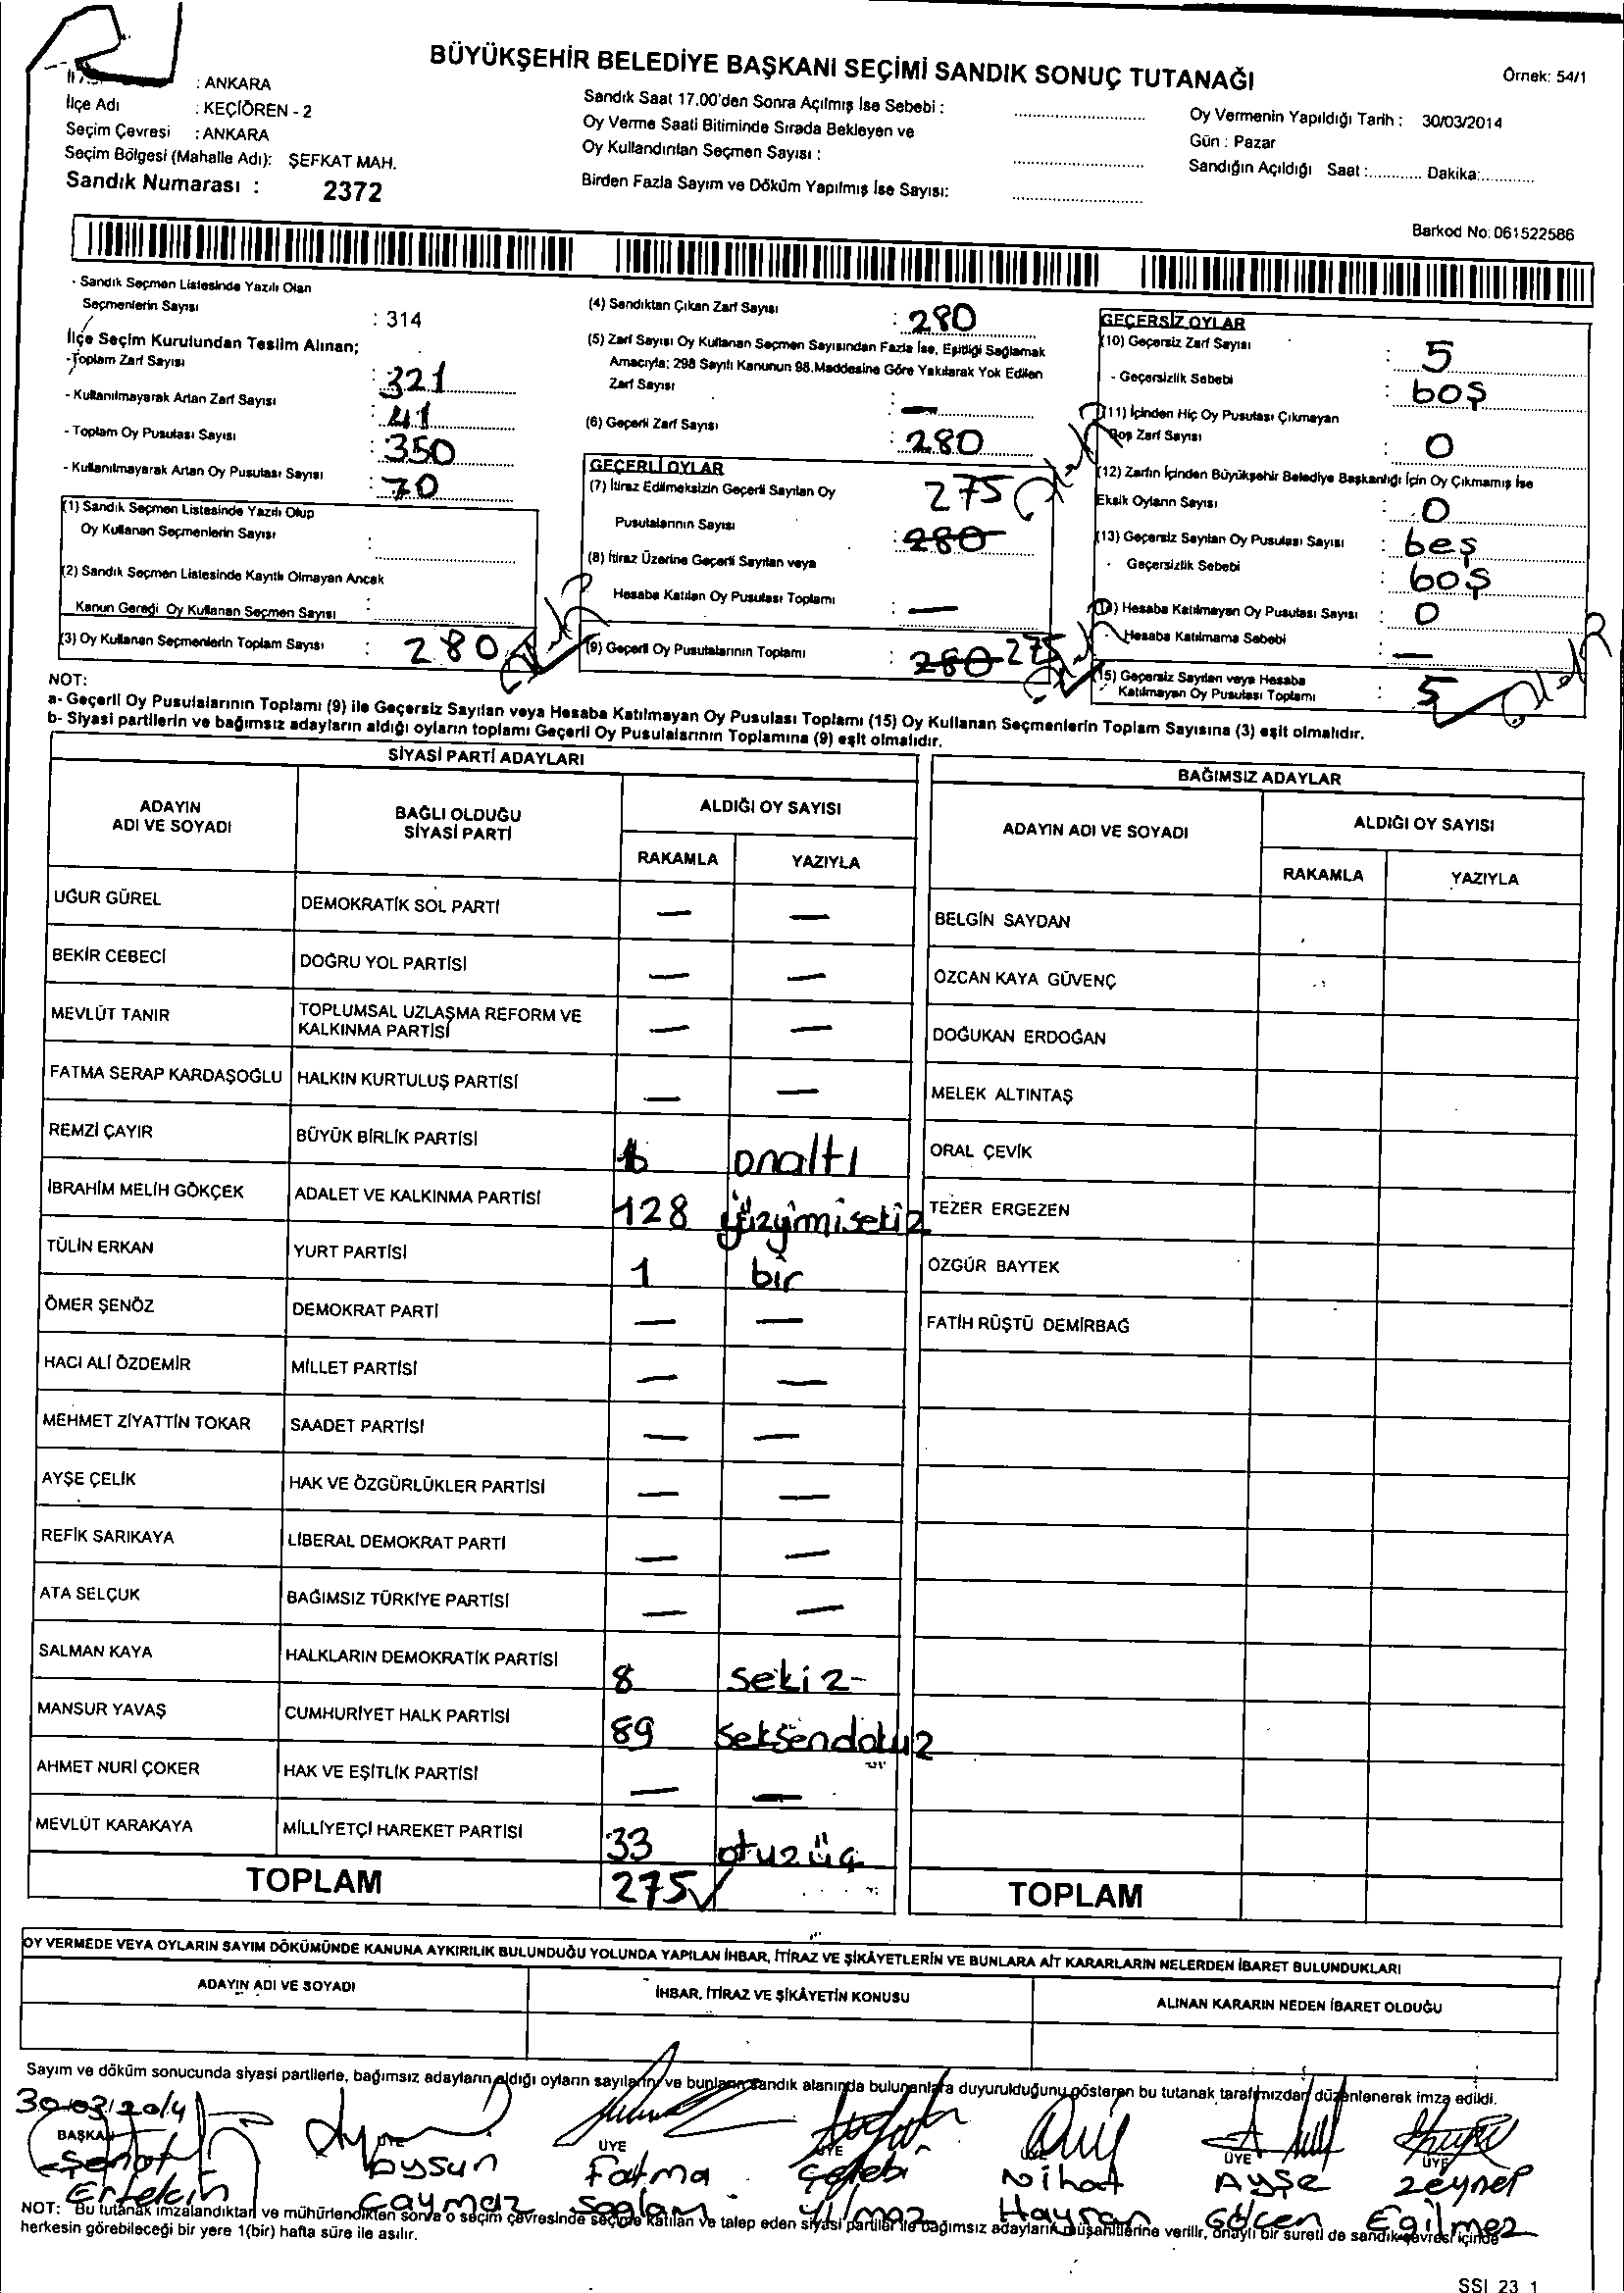 BÜYÜKŞEHİR BELEDİYE BAŞKANI SEÇİMİ SANDIK SONUÇ TUTANAĞI
Örnek: 54/1
: ANKARA
İlçe Adı : KEÇİÖREN - 2
Seçim Çevresi : ANKARA
Seçim Bölgesi (Mahalle Adı): ŞEFKAT MAH.
Sandık Numarası : 2372
Sandık Saat 17.00'den Sonra Açılmış İse Sebebi :
Oy Verme Saati Bitiminde Sırada Bekleyen ve
Oy Kullandırılan Seçmen Sayısı :
Birden Fazla Sayım ve Döküm Yapılmış İse Sayısı:
Oy Vermenin Yapıldığı Tarih : 30/03/2014
Gün : Pazar
Sandığın Açıldığı Saat :............ Dakika:............
Barkod No: 061522586
- Sandık Seçmen Listesinde Yazılı Olan
Seçmenlerin Sayısı : 314
İlçe Seçim Kurulundan Teslim Alınan;
-Toplam Zarf Sayısı : 321
- Kullanılmayarak Artan Zarf Sayısı : 41
- Toplam Oy Pusulası Sayısı : 350
- Kullanılmayarak Artan Oy Pusulası Sayısı : 70
(1) Sandık Seçmen Listesinde Yazılı Olup
Oy Kullanan Seçmenlerin Sayısı :
(2) Sandık Seçmen Listesinde Kayıtlı Olmayan Ancak
Kanun Gereği Oy Kullanan Seçmen Sayısı :
(3) Oy Kullanan Seçmenlerin Toplam Sayısı : 280
(4) Sandıktan Çıkan Zarf Sayısı : 280
(5) Zarf Sayısı Oy Kullanan Seçmen Sayısından Fazla İse, Eşitliği Sağlamak
Amacıyla; 298 Sayılı Kanunun 98.Maddesine Göre Yakılarak Yok Edilen
Zarf Sayısı : —
(6) Geçerli Zarf Sayısı : 280
GEÇERLİ OYLAR
(7) İtiraz Edilmeksizin Geçerli Sayılan Oy 275
Pusulalarının Sayısı : 280
(8) İtiraz Üzerine Geçerli Sayılan veya
Hesaba Katılan Oy Pusulası Toplamı : —
(9) Geçerli Oy Pusulalarının Toplamı : 280 275
GEÇERSİZ OYLAR
(10) Geçersiz Zarf Sayısı : 5
- Geçersizlik Sebebi : boş
(11) İçinden Hiç Oy Pusulası Çıkmayan
Boş Zarf Sayısı : 0
(12) Zarfın İçinden Büyükşehir Belediye Başkanlığı İçin Oy Çıkmamış İse
Eksik Oyların Sayısı : 0
(13) Geçersiz Sayılan Oy Pusulası Sayısı : beş
- Geçersizlik Sebebi : boş
(14) Hesaba Katılmayan Oy Pusulası Sayısı : 0
- Hesaba Katılmama Sebebi : —
(15) Geçersiz Sayılan veya Hesaba
Katılmayan Oy Pusulası Toplamı : 5
NOT:
a- Geçerli Oy Pusulalarının Toplamı (9) ile Geçersiz Sayılan veya Hesaba Katılmayan Oy Pusulası Toplamı (15) Oy Kullanan Seçmenlerin Toplam Sayısına (3) eşit olmalıdır.
b- Siyasi partilerin ve bağımsız adayların aldığı oyların toplamı Geçerli Oy Pusulalarının Toplamına (9) eşit olmalıdır.
SİYASİ PARTİ ADAYLARI
ADAYIN
ADI VE SOYADI
BAĞLI OLDUĞU
SİYASİ PARTİ
ALDIĞI OY SAYISI
RAKAMLA YAZIYLA
UĞUR GÜREL DEMOKRATİK SOL PARTİ — —
BEKİR CEBECİ DOĞRU YOL PARTİSİ — —
MEVLÜT TANIR TOPLUMSAL UZLAŞMA REFORM VE
KALKINMA PARTİSİ — —
FATMA SERAP KARDAŞOĞLU HALKIN KURTULUŞ PARTİSİ — —
REMZİ ÇAYIR BÜYÜK BİRLİK PARTİSİ 16 onaltı
İBRAHİM MELİH GÖKÇEK ADALET VE KALKINMA PARTİSİ 128 yüzyirmisekiz
TÜLİN ERKAN YURT PARTİSİ 1 bir
ÖMER ŞENÖZ DEMOKRAT PARTİ — —
HACI ALİ ÖZDEMİR MİLLET PARTİSİ — —
MEHMET ZİYATTİN TOKAR SAADET PARTİSİ — —
AYŞE ÇELİK HAK VE ÖZGÜRLÜKLER PARTİSİ — —
REFİK SARIKAYA LİBERAL DEMOKRAT PARTİ — —
ATA SELÇUK BAĞIMSIZ TÜRKİYE PARTİSİ — —
SALMAN KAYA HALKLARIN DEMOKRATİK PARTİSİ 8 sekiz
MANSUR YAVAŞ CUMHURİYET HALK PARTİSİ 89 seksendokuz
AHMET NURİ ÇOKER HAK VE EŞİTLİK PARTİSİ — —
MEVLÜT KARAKAYA MİLLİYETÇİ HAREKET PARTİSİ 33 otuzüç
TOPLAM 275
BAĞIMSIZ ADAYLAR
ADAYIN ADI VE SOYADI
ALDIĞI OY SAYISI
RAKAMLA YAZIYLA
BELGİN SAYDAN
ÖZCAN KAYA GÜVENÇ
DOĞUKAN ERDOĞAN
MELEK ALTINTAŞ
ORAL ÇEVİK
TEZER ERGEZEN
ÖZGÜR BAYTEK
FATİH RÜŞTÜ DEMİRBAĞ
TOPLAM
OY VERMEDE VEYA OYLARIN SAYIM DÖKÜMÜNDE KANUNA AYKIRILIK BULUNDUĞU YOLUNDA YAPILAN İHBAR, İTİRAZ VE ŞİKÂYETLERİN VE BUNLARA AİT KARARLARIN NELERDEN İBARET BULUNDUKLARI
ADAYIN ADI VE SOYADI
İHBAR, İTİRAZ VE ŞİKÂYETİN KONUSU
ALINAN KARARIN NEDEN İBARET OLDUĞU
Sayım ve döküm sonucunda siyasi partilerle, bağımsız adayların aldığı oyların sayılarını ve bunların sandık alanında bulunanlara duyurulduğunu gösteren bu tutanak tarafımızdan düzenlenerek imza edildi.
30/03/2014
BAŞKAN ÜYE ÜYE ÜYE ÜYE ÜYE
Aysun Fatma Çelebi Nihat Ayşe Zeynep
Ertekin Caymaz Sağlam Yılmaz Hayran Göcen Eğilmez
NOT: Bu tutanak imzalandıktan ve mühürlendikten sonra o seçim çevresinde seçime katılan ve talep eden siyasi partiler ile bağımsız adayların müşahitlerine verilir, onaylı bir sureti de sandık çevresi içinde
herkesin görebileceği bir yere 1(bir) hafta süre ile asılır.
SSI 23 1